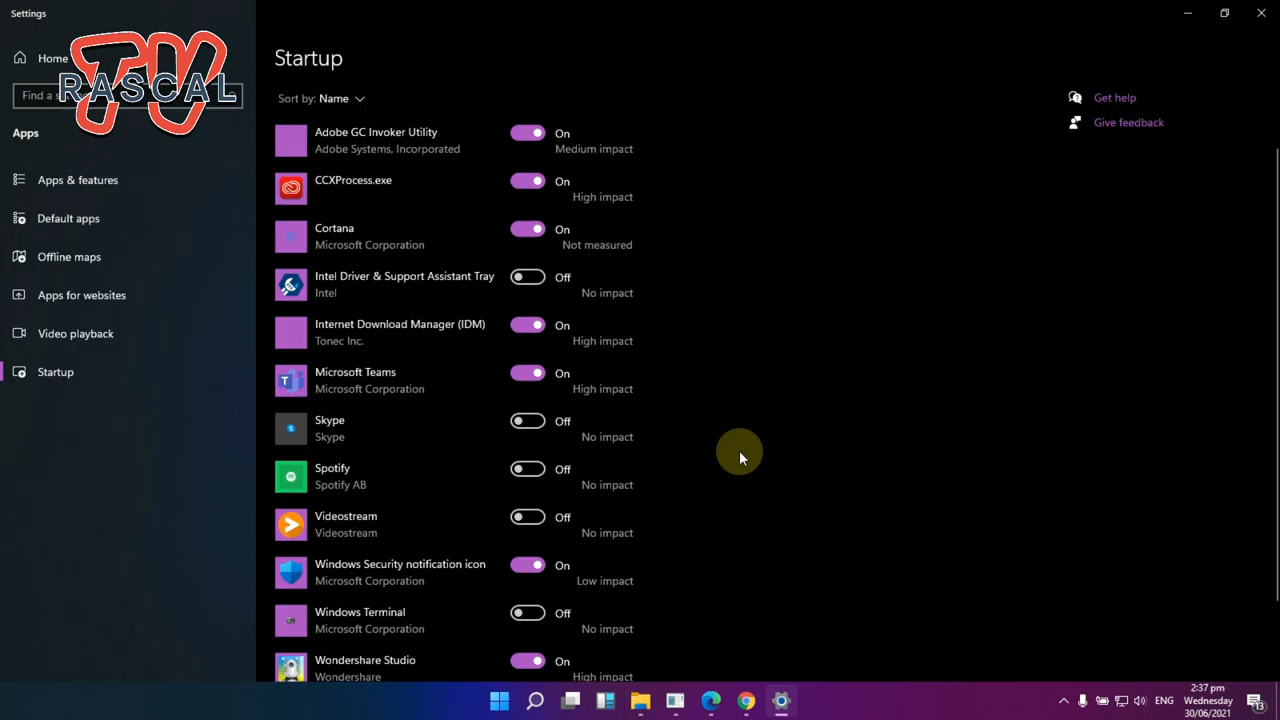 Settings
Home
TV
RASCAL
Find a s
Apps
Apps & features
Default apps
Offline maps
Apps for websites
Video playback
Startup
Startup
Sort by: Name
Adobe GC Invoker Utility
Adobe Systems, Incorporated
On
Medium impact
CCXProcess.exe
On
High impact
Cortana
Microsoft Corporation
On
Not measured
Intel Driver & Support Assistant Tray
Intel
Off
No impact
Internet Download Manager (IDM)
Tonec Inc.
On
High impact
Microsoft Teams
Microsoft Corporation
On
High impact
Skype
Skype
Off
No impact
Spotify
Spotify AB
Off
No impact
Videostream
Videostream
Off
No impact
Windows Security notification icon
Microsoft Corporation
On
Low impact
Windows Terminal
Microsoft Corporation
Off
No impact
Wondershare Studio
Wondershare
On
High impact
Get help
Give feedback
ENG
2:37 pm
Wednesday
30/06/2021
13